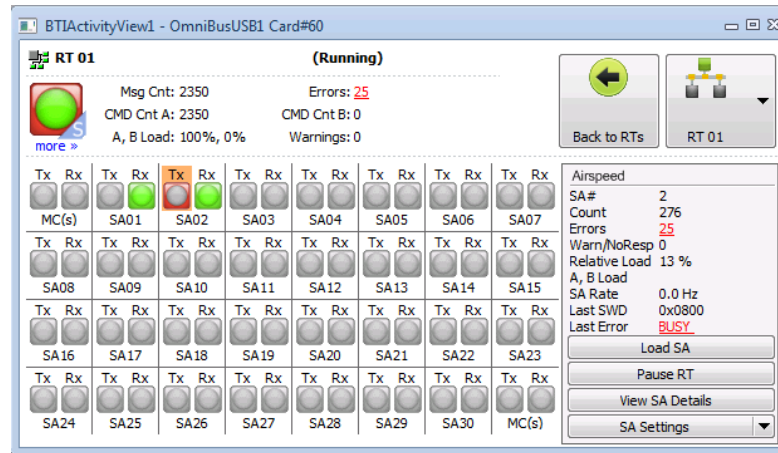 BTIActivityView1 - OmniBusUSB1 Card#60
RT 01 (Running)
Msg Cnt: 2350 Errors: 25
CMD Cnt A: 2350 CMD Cnt B: 0
A, B Load: 100%, 0% Warnings: 0
S
more »
Back to RTs
RT 01
Tx Rx Tx Rx Tx Rx Tx Rx Tx Rx Tx Rx Tx Rx Tx Rx
MC(s) SA01 SA02 SA03 SA04 SA05 SA06 SA07
Tx Rx Tx Rx Tx Rx Tx Rx Tx Rx Tx Rx Tx Rx Tx Rx
SA08 SA09 SA10 SA11 SA12 SA13 SA14 SA15
Tx Rx Tx Rx Tx Rx Tx Rx Tx Rx Tx Rx Tx Rx Tx Rx
SA16 SA17 SA18 SA19 SA20 SA21 SA22 SA23
Tx Rx Tx Rx Tx Rx Tx Rx Tx Rx Tx Rx Tx Rx Tx Rx
SA24 SA25 SA26 SA27 SA28 SA29 SA30 MC(s)
Airspeed
SA# 2
Count 276
Errors 25
Warn/NoResp 0
Relative Load 13 %
A, B Load
SA Rate 0.0 Hz
Last SWD 0x0800
Last Error BUSY
Load SA
Pause RT
View SA Details
SA Settings